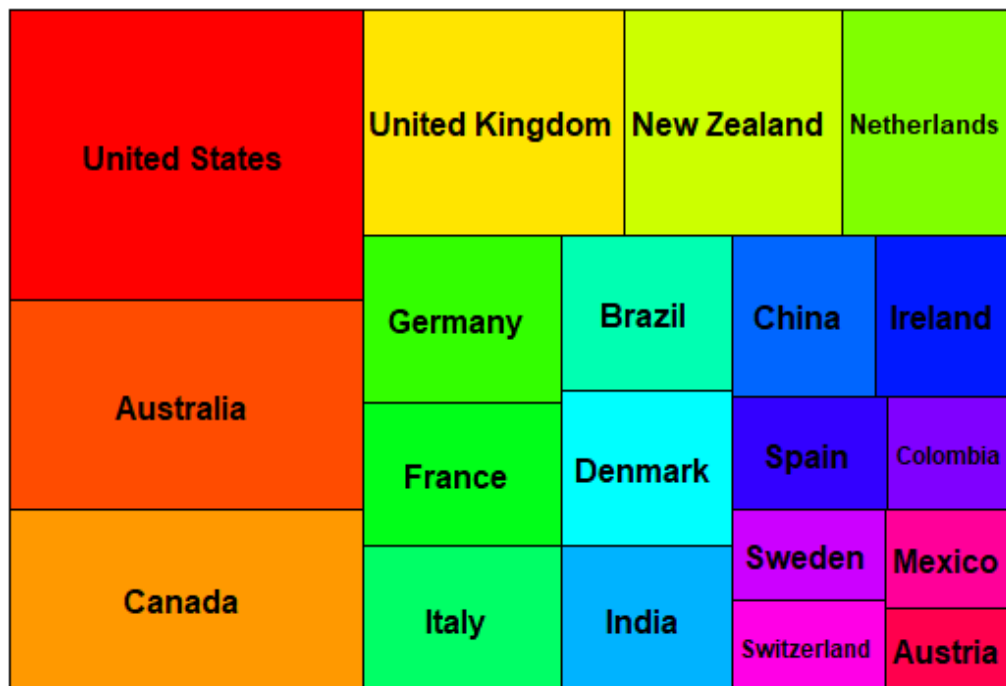 United States
Australia
Canada
United Kingdom
New Zealand
Netherlands
Germany
France
Italy
Brazil
Denmark
India
China
Ireland
Spain
Colombia
Sweden
Mexico
Switzerland
Austria